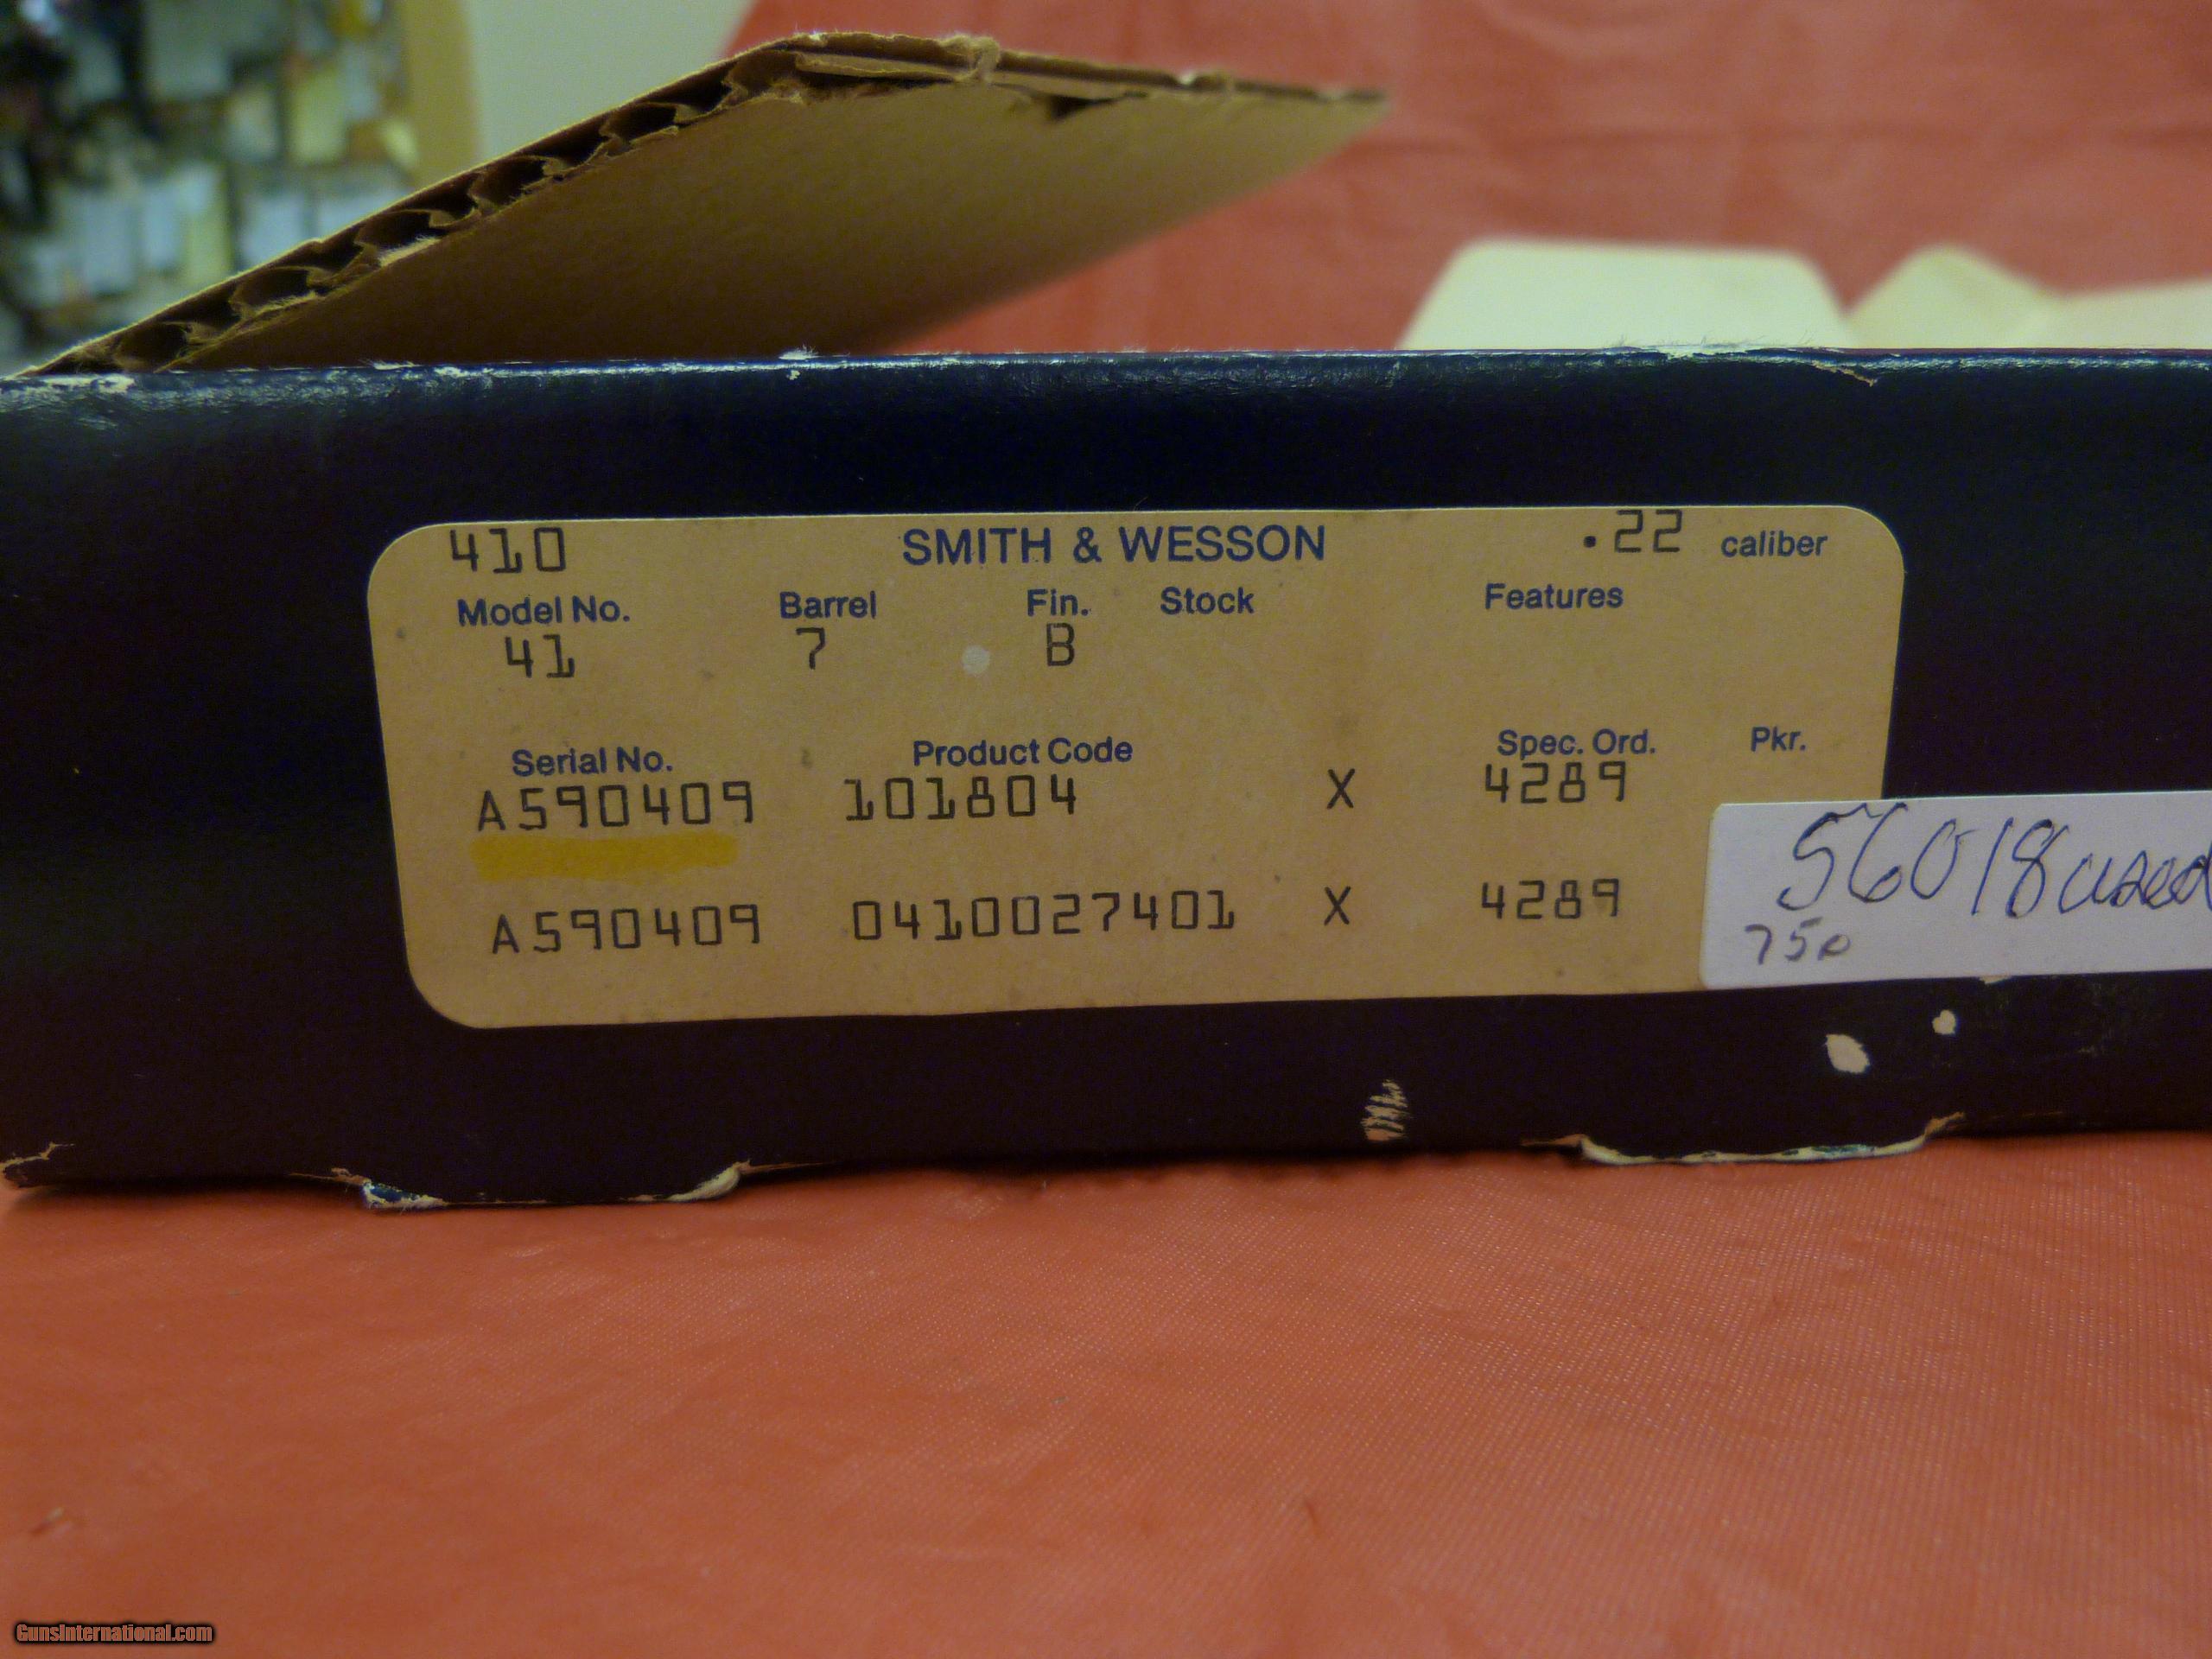 410 SMITH & WESSON .22 caliber
Model No. Barrel Fin. Stock Features
41 7 B
Serial No. Product Code Spec. Ord. Pkr.
A590409 101804 X 4289
A590409 0410027401 X 4289
56018 used
750
GunsInternational.com